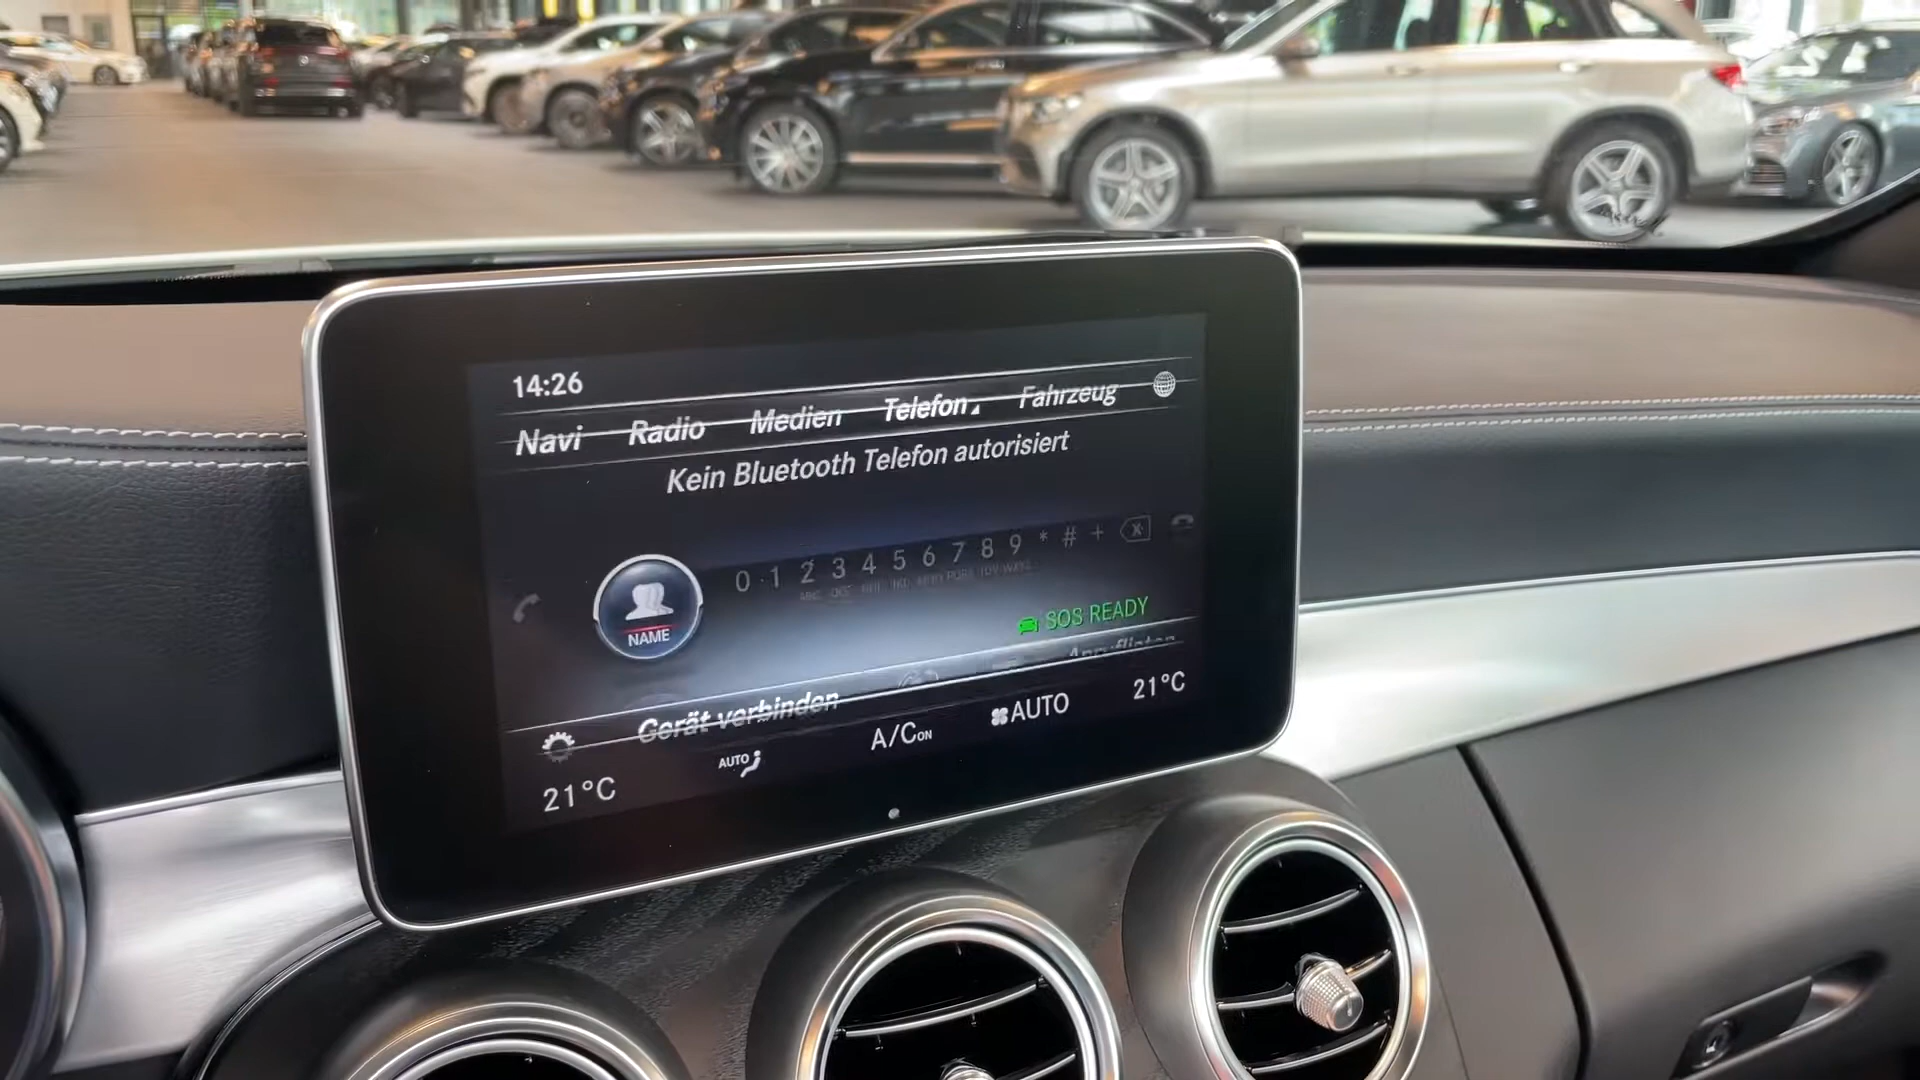 14:26
Navi Radio Medien Telefon Fahrzeug
Kein Bluetooth Telefon autorisiert
0 1 2 3 4 5 6 7 8 9 * # +
NAME
SOS READY
Gerät verbinden
21°C AUTO A/C ON AUTO 21°C